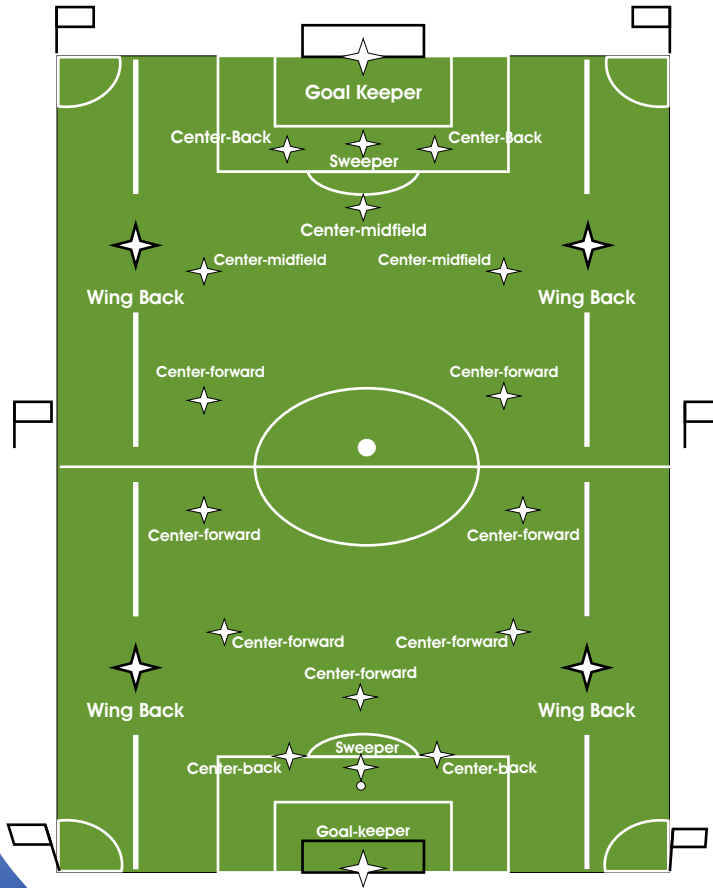 Goal Keeper
Center-Back
Center-Back
Sweeper
Center-midfield
Center-midfield
Center-midfield
Wing Back
Wing Back
Center-forward
Center-forward
Center-forward
Center-forward
Center-forward
Center-forward
Center-forward
Wing Back
Wing Back
Sweeper
Center-back
Center-back
Goal-keeper